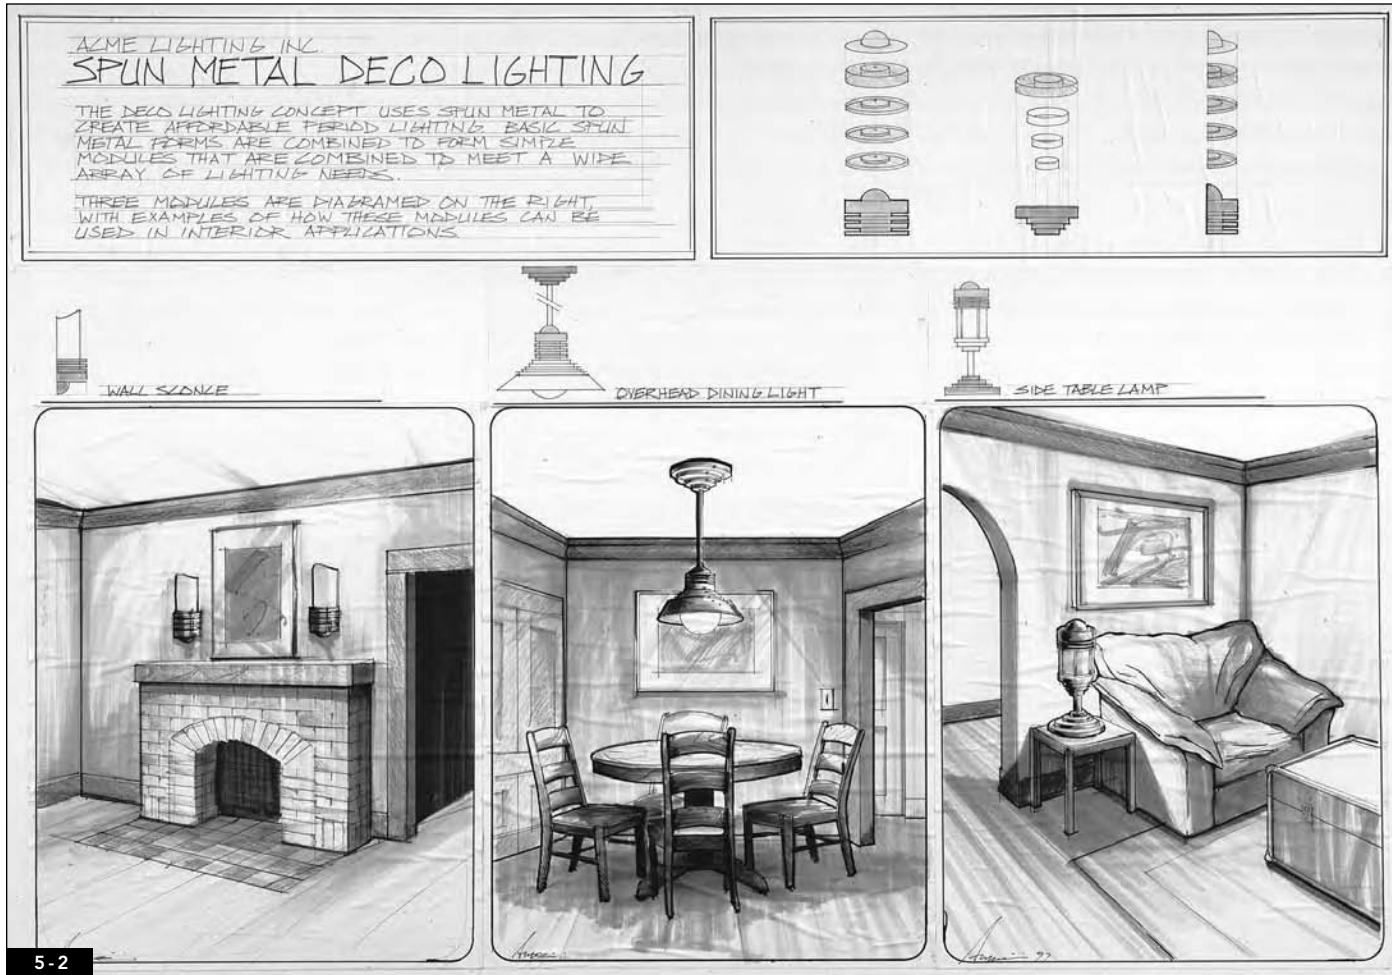 ACME LIGHTING INC.
SPUN METAL DECO LIGHTING
THE DECO LIGHTING CONCEPT USES SPUN METAL TO
CREATE AFFORDABLE PERIOD LIGHTING. BASIC SPUN
METAL FORMS ARE COMBINED TO FORM SIMPLE
MODULES THAT ARE COMBINED TO MEET A WIDE
ARRAY OF LIGHTING NEEDS.
THREE MODULES ARE DIAGRAMED ON THE RIGHT,
WITH EXAMPLES OF HOW THESE MODULES CAN BE
USED IN INTERIOR APPLICATIONS
WALL SCONCE
OVERHEAD DINING LIGHT
SIDE TABLE LAMP
97
5-2